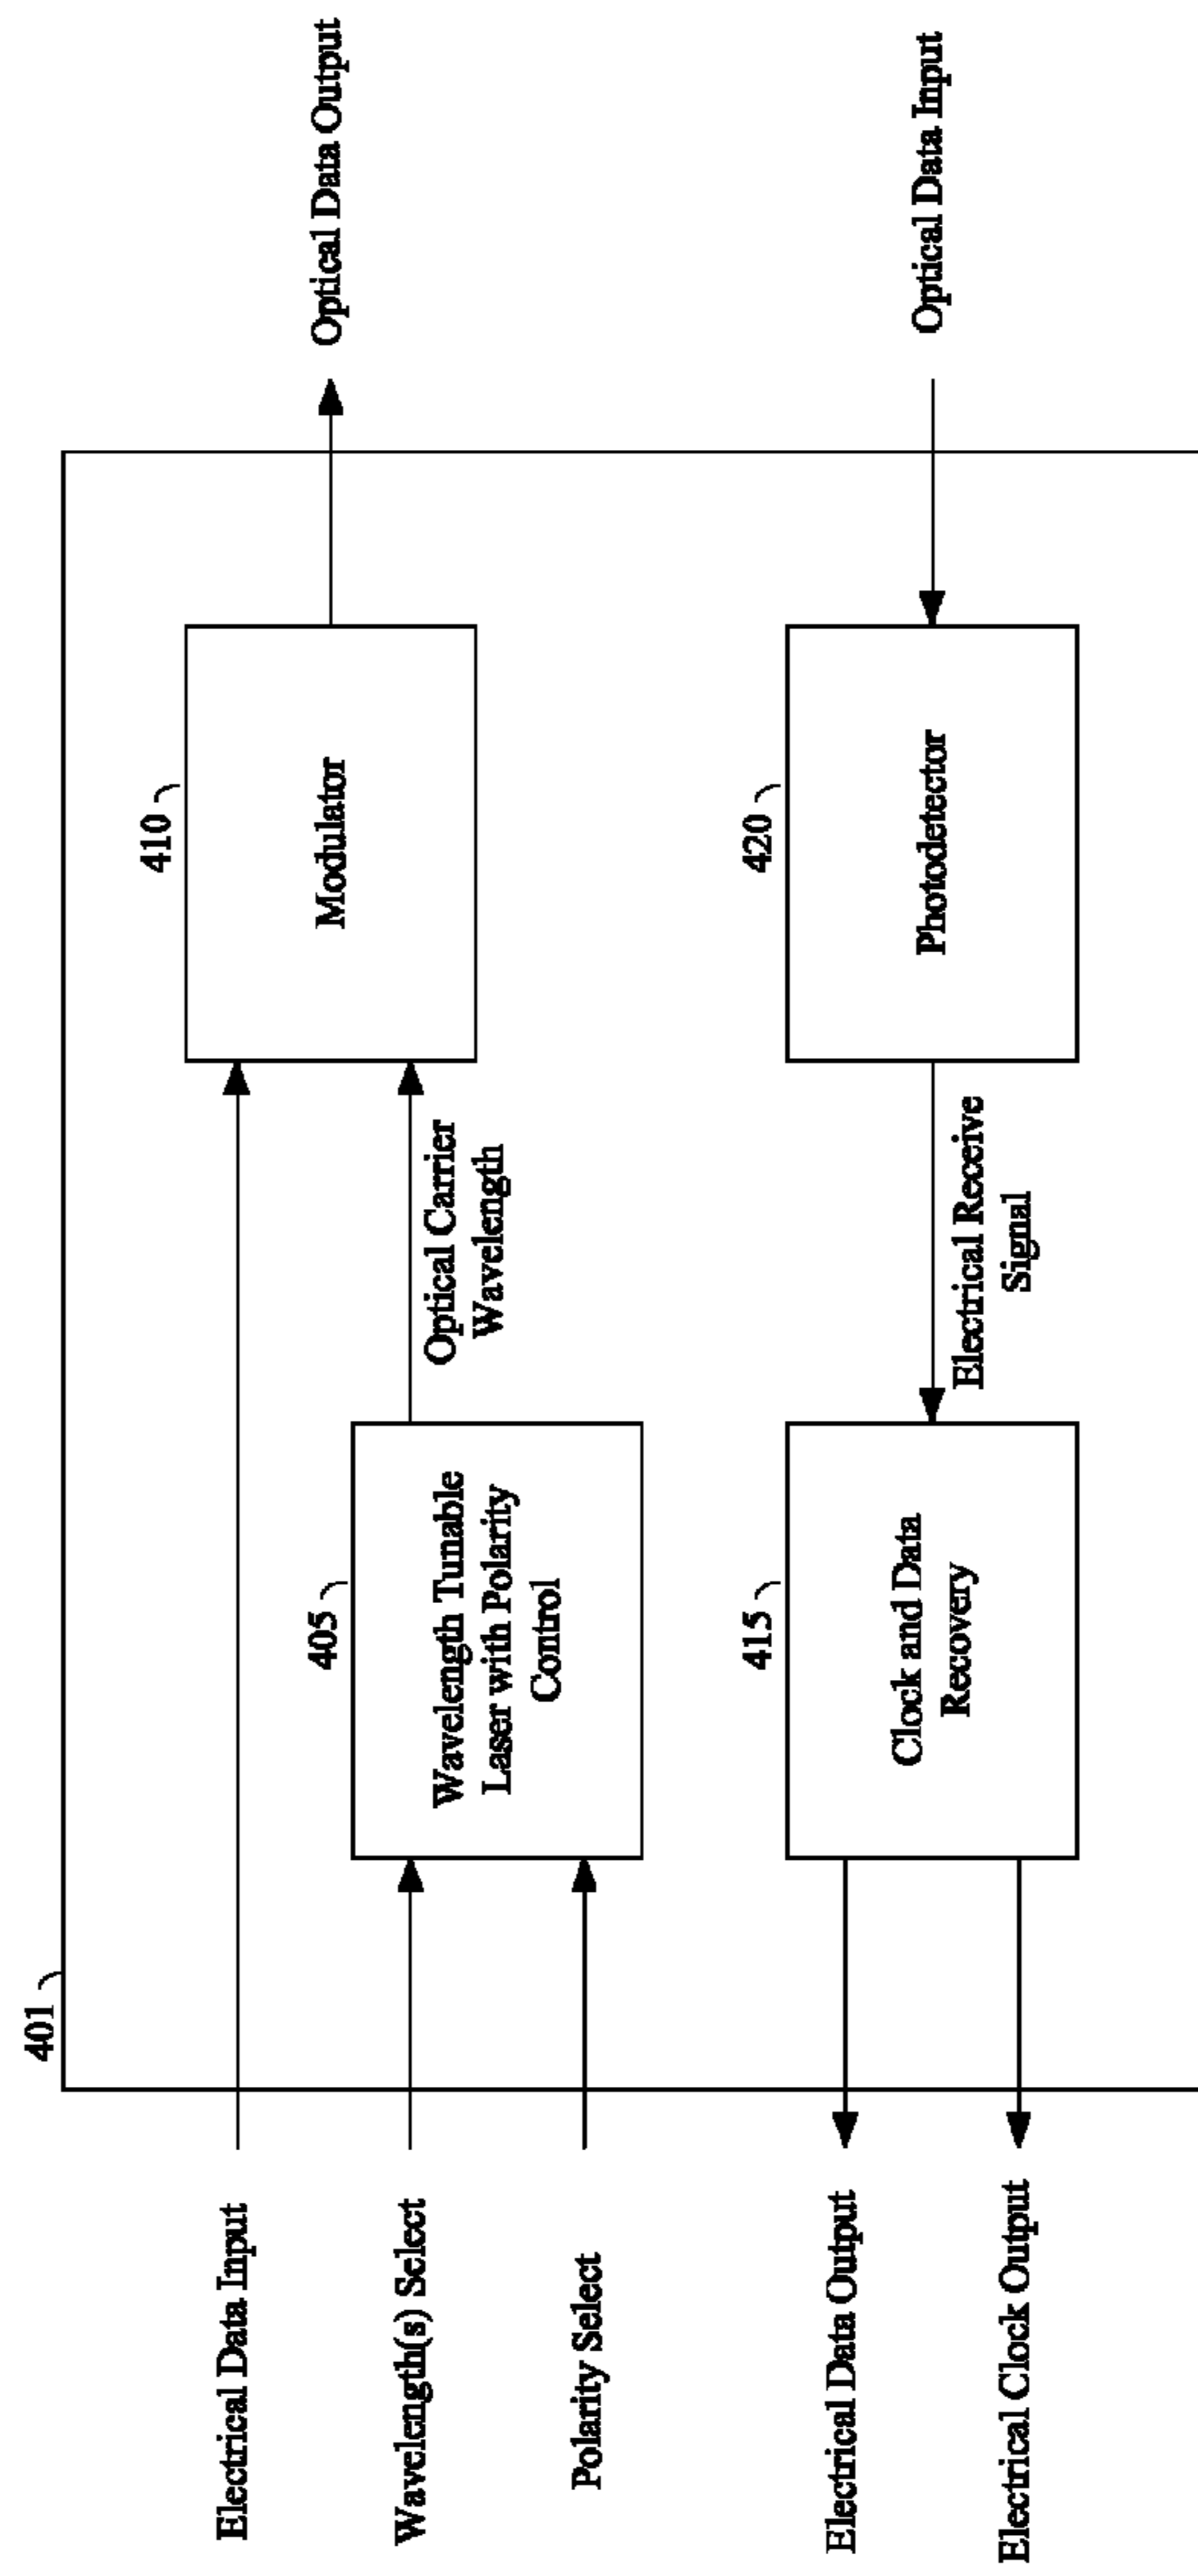 401
Electrical Data Input
Wavelength(s) Select
Polarity Select
405
Wavelength Tunable
Laser with Polarity
Control
Optical Carrier
Wavelength
410
Modulator
Optical Data Output
Electrical Data Output
Electrical Clock Output
415
Clock and Data
Recovery
Electrical Receive
Signal
420
Photodetector
Optical Data Input